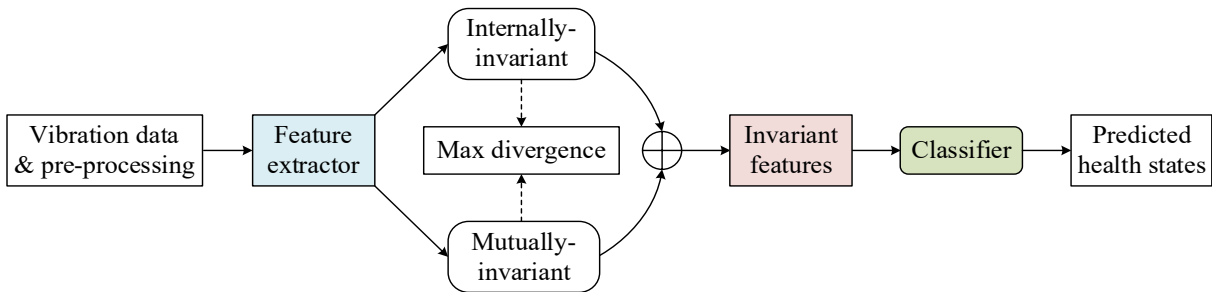 Vibration data
& pre-processing
Feature
extractor
Internally-
invariant
Max divergence
Mutually-
invariant
Invariant
features
Classifier
Predicted
health states